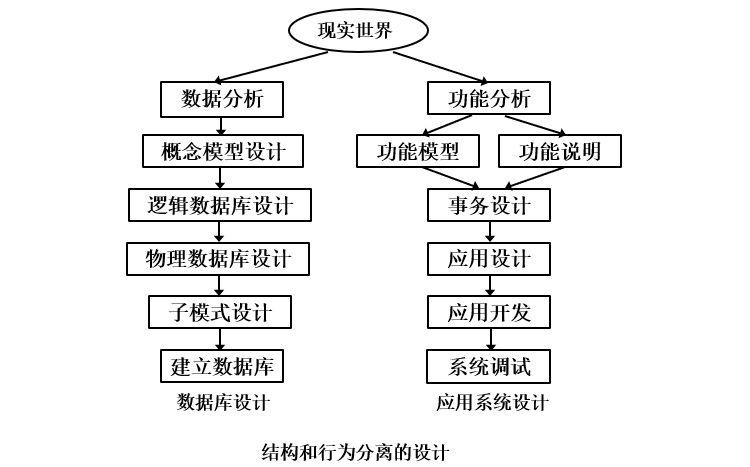 现实世界
数据分析
功能分析
概念模型设计
功能模型
功能说明
逻辑数据库设计
事务设计
物理数据库设计
应用设计
子模式设计
应用开发
建立数据库
系统调试
数据库设计
应用系统设计
结构和行为分离的设计